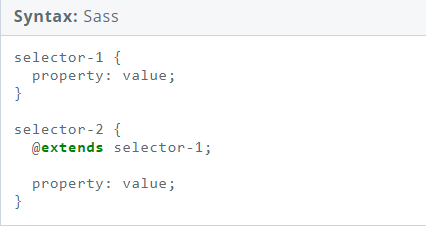 Syntax: Sass
selector-1 {
  property: value;
}
selector-2 {
  @extends selector-1;
  property: value;
}